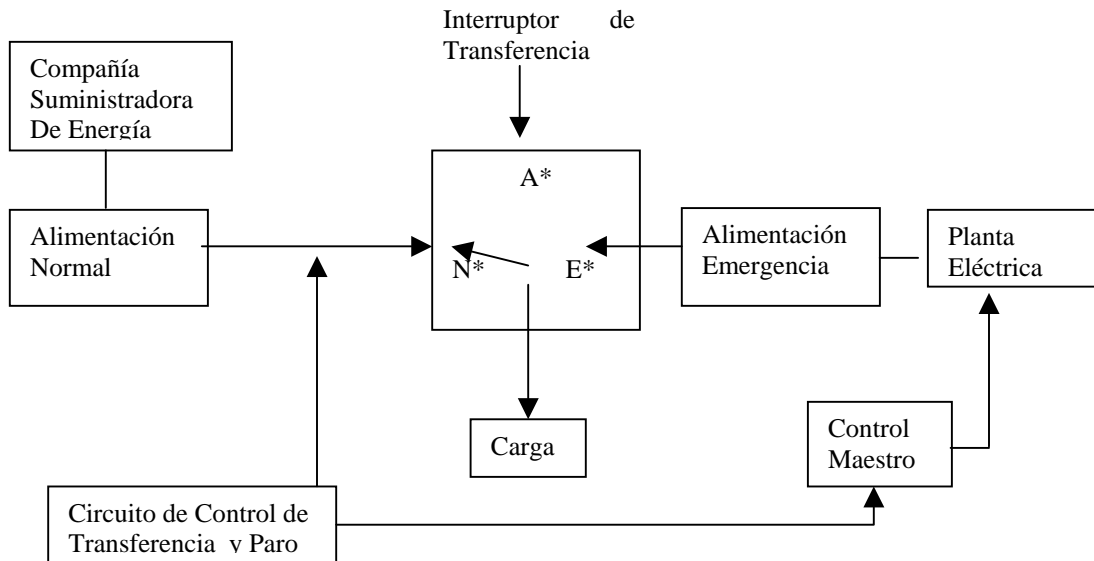 Interruptor de
Transferencia
Compañía
Suministradora
De Energía
A*
Alimentación
Normal
N*
E*
Alimentación
Emergencia
Planta
Eléctrica
Carga
Control
Maestro
Circuito de Control de
Transferencia y Paro